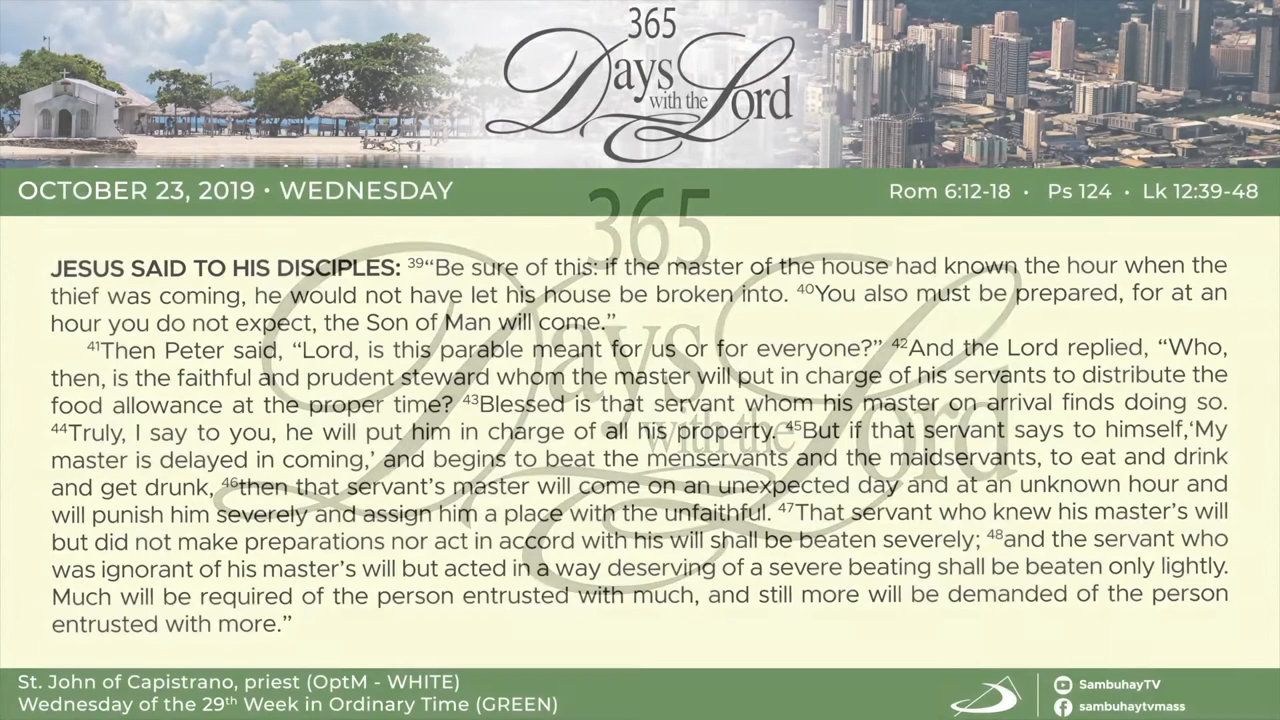 365
Days
with the
Lord
OCTOBER 23, 2019 • WEDNESDAY
Rom 6:12-18 • Ps 124 • Lk 12:39-48
JESUS SAID TO HIS DISCIPLES: ³⁹“Be sure of this: if the master of the house had known the hour when the
thief was coming, he would not have let his house be broken into. ⁴⁰You also must be prepared, for at an
hour you do not expect, the Son of Man will come.”
⁴¹Then Peter said, “Lord, is this parable meant for us or for everyone?” ⁴²And the Lord replied, “Who,
then, is the faithful and prudent steward whom the master will put in charge of his servants to distribute the
food allowance at the proper time? ⁴³Blessed is that servant whom his master on arrival finds doing so.
⁴⁴Truly, I say to you, he will put him in charge of all his property. ⁴⁵But if that servant says to himself,‘My
master is delayed in coming,’ and begins to beat the menservants and the maidservants, to eat and drink
and get drunk, ⁴⁶then that servant’s master will come on an unexpected day and at an unknown hour and
will punish him severely and assign him a place with the unfaithful. ⁴⁷That servant who knew his master’s will
but did not make preparations nor act in accord with his will shall be beaten severely; ⁴⁸and the servant who
was ignorant of his master’s will but acted in a way deserving of a severe beating shall be beaten only lightly.
Much will be required of the person entrusted with much, and still more will be demanded of the person
entrusted with more.”
365
Days
with the
Lord
St. John of Capistrano, priest (OptM - WHITE)
Wednesday of the 29ᵗʰ Week in Ordinary Time (GREEN)
SambuhayTV
sambuhaytvmass